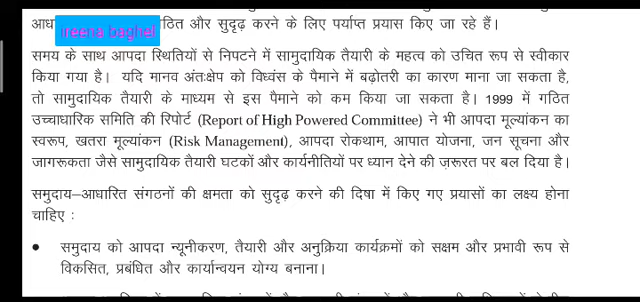 ireena baghel
गठित और सुदृढ़ करने के लिए पर्याप्त प्रयास किए जा रहे हैं।
समय के साथ आपदा स्थितियों से निपटने में सामुदायिक तैयारी के महत्व को उचित रूप से स्वीकार
किया गया है। यदि मानव अंतःक्षेप को विध्वंस के पैमाने में बढ़ोतरी का कारण माना जा सकता है,
तो सामुदायिक तैयारी के माध्यम से इस पैमाने को कम किया जा सकता है। 1999 में गठित
उच्चाधारिक समिति की रिपोर्ट (Report of High Powered Committee) ने भी आपदा मूल्यांकन का
स्वरूप, खतरा मूल्यांकन (Risk Management), आपदा रोकथाम, आपात योजना, जन सूचना और
जागरूकता जैसे सामुदायिक तैयारी घटकों और कार्यनीतियों पर ध्यान देने की ज़रूरत पर बल दिया है।
समुदाय–आधारित संगठनों की क्षमता को सुदृढ़ करने की दिषा में किए गए प्रयासों का लक्ष्य होना
चाहिए :
• समुदाय को आपदा न्यूनीकरण, तैयारी और अनुक्रिया कार्यक्रमों को सक्षम और प्रभावी रूप से
विकसित, प्रबंधित और कार्यान्वयन योग्य बनाना।